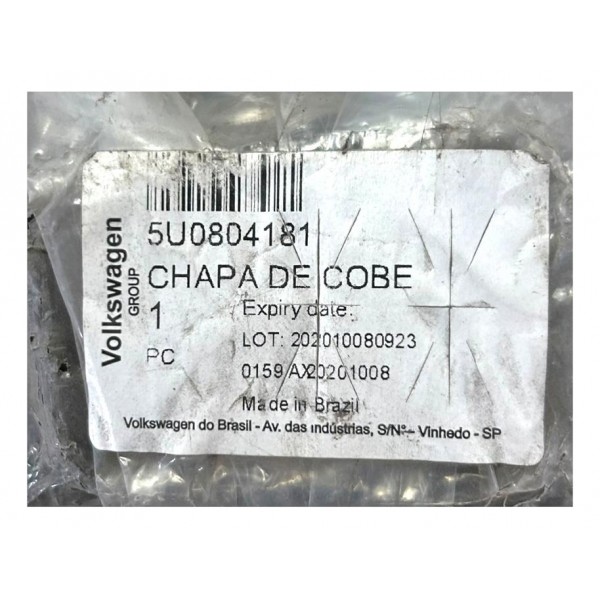 Volkswagen
GROUP
5U0804181
CHAPA DE COBE
1
Expiry date:
PC
LOT: 202010080923
0159 AX20201008
Made in Brazil
Volkswagen do Brasil - Av. das Indústrias, S/Nº - Vinhedo - SP